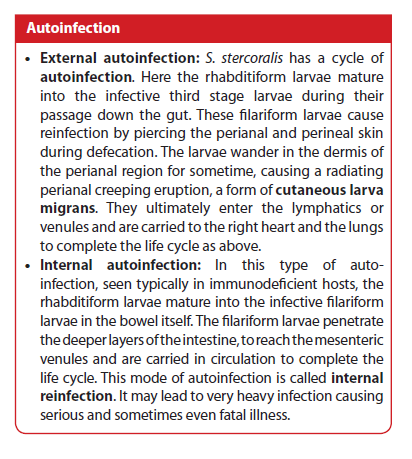 Autoinfection
• External autoinfection: S. stercoralis has a cycle of
autoinfection. Here the rhabditiform larvae mature
into the infective third stage larvae during their
passage down the gut. These filariform larvae cause
reinfection by piercing the perianal and perineal skin
during defecation. The larvae wander in the dermis of
the perianal region for sometime, causing a radiating
perianal creeping eruption, a form of cutaneous larva
migrans. They ultimately enter the lymphatics or
venules and are carried to the right heart and the lungs
to complete the life cycle as above.
• Internal autoinfection: In this type of auto-
infection, seen typically in immunodeficient hosts, the
rhabditiform larvae mature into the infective filariform
larvae in the bowel itself. The filariform larvae penetrate
the deeper layers of the intestine, to reach the mesenteric
venules and are carried in circulation to complete the
life cycle. This mode of autoinfection is called internal
reinfection. It may lead to very heavy infection causing
serious and sometimes even fatal illness.